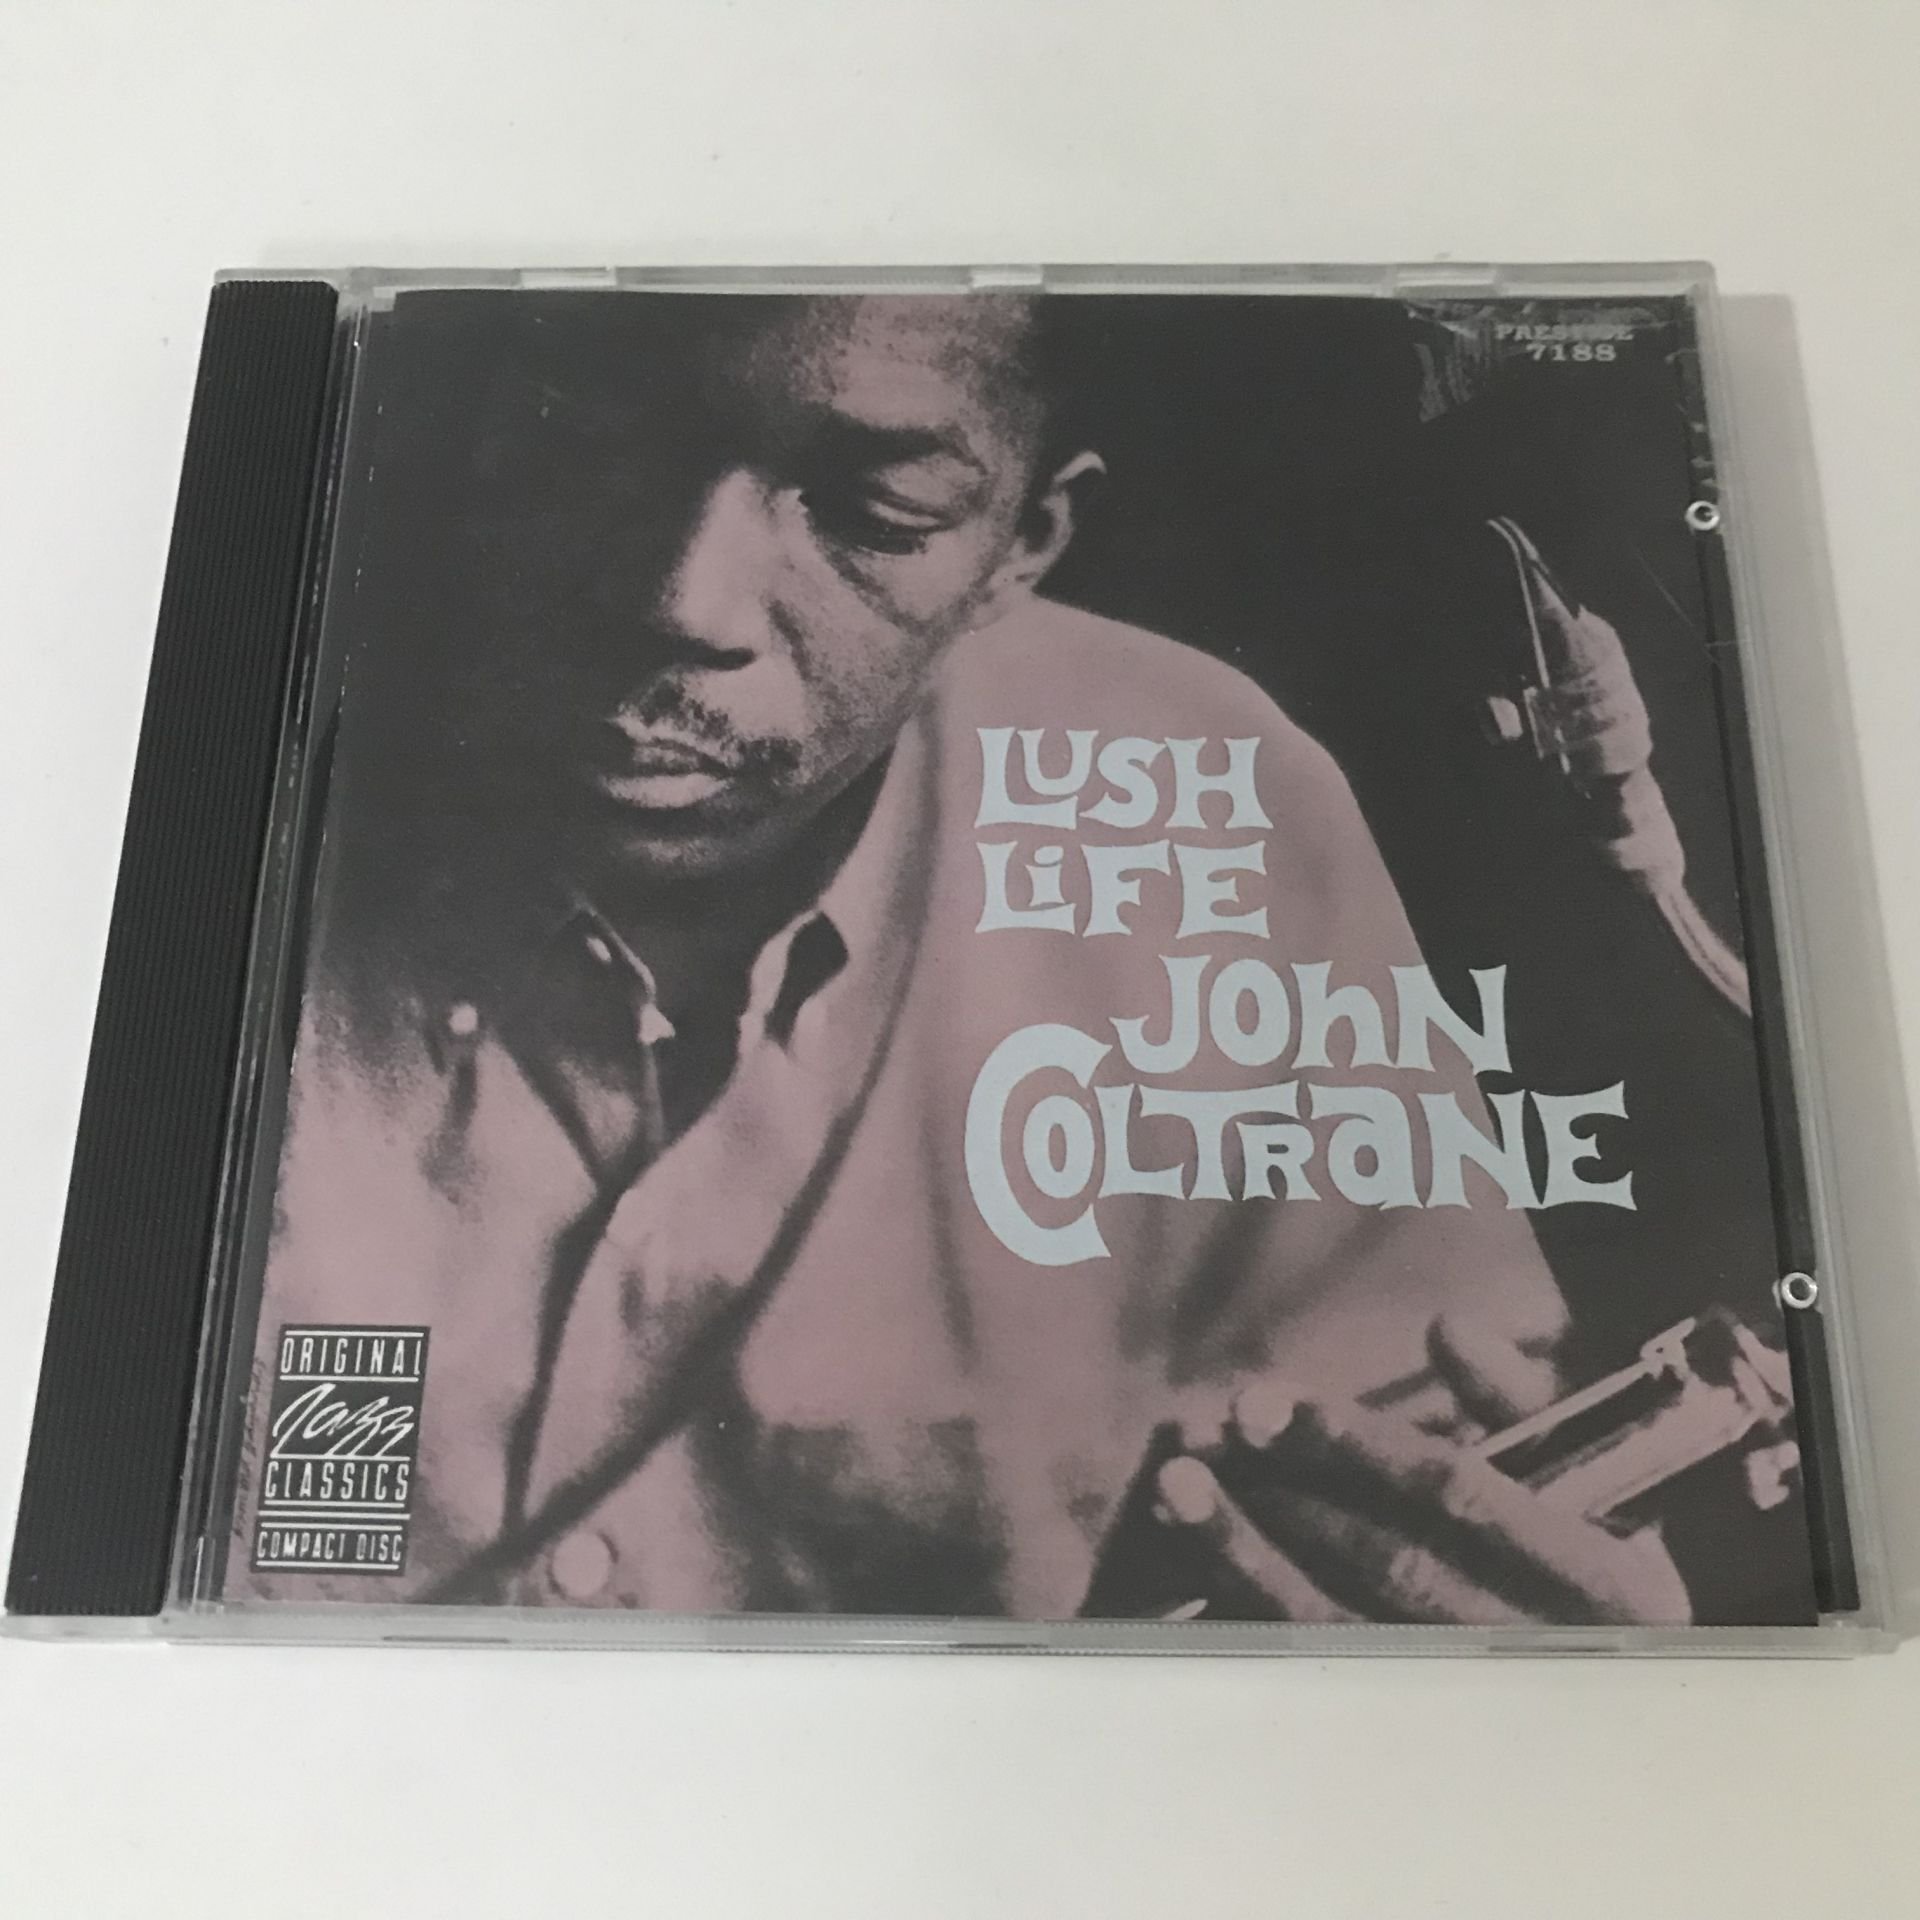 PRESTIGE
7188
LUSH
LiFE
JOHN
COLTRANE
ORIGINAL
Jazz
CLASSICS
COMPACT DISC